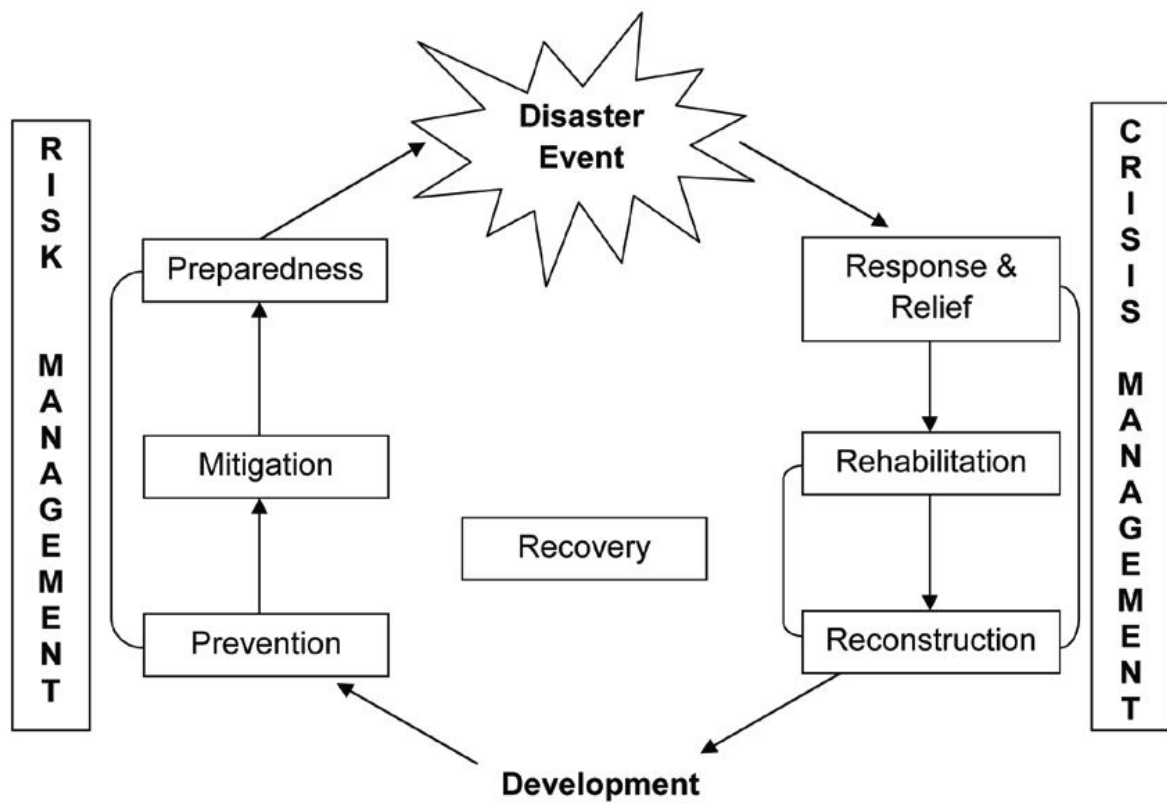 Disaster
Event
RISK MANAGEMENT
CRISIS MANAGEMENT
Preparedness
Response &
Relief
Mitigation
Rehabilitation
Recovery
Prevention
Reconstruction
Development